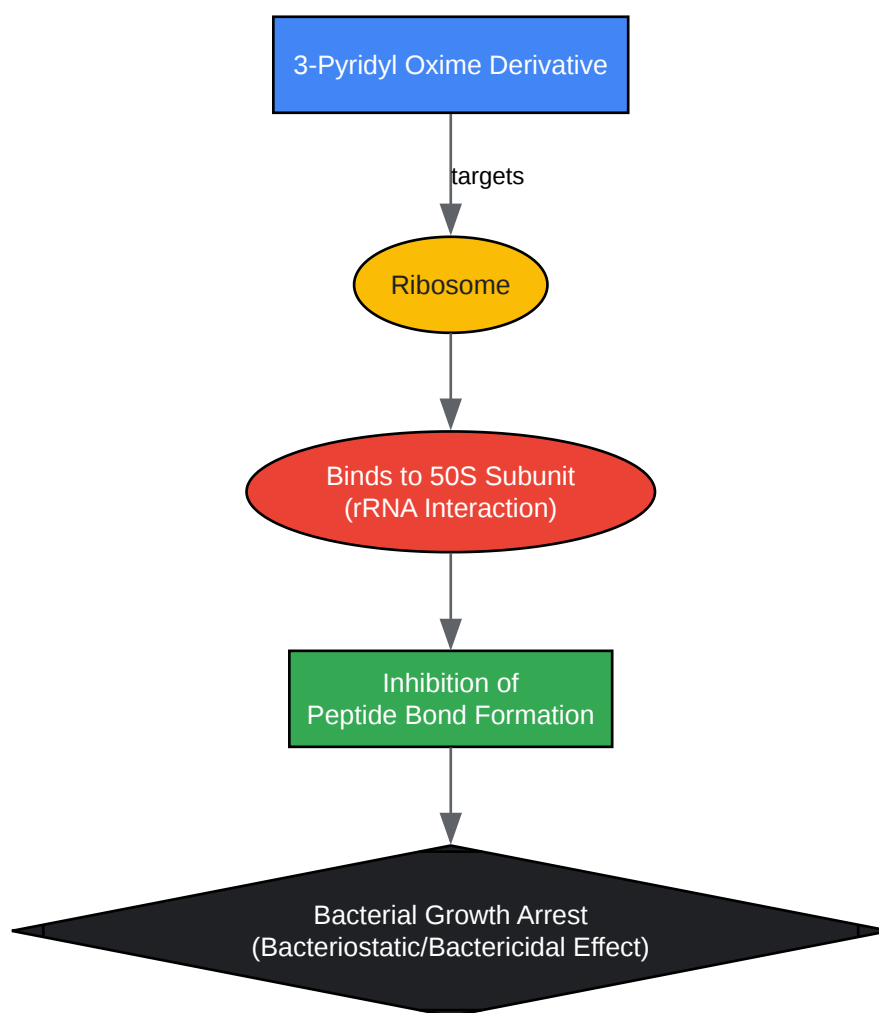 3-Pyridyl Oxime Derivative
targets
Ribosome
Binds to 50S Subunit
(rRNA Interaction)
Inhibition of
Peptide Bond Formation
Bacterial Growth Arrest
(Bacteriostatic/Bactericidal Effect)